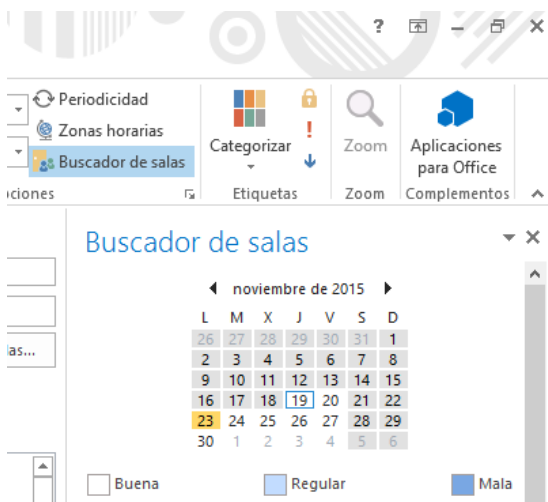 ?
Periodicidad
Zonas horarias
Buscador de salas
Categorizar
!
Zoom
Aplicaciones
para Office
ciones
Etiquetas
Zoom
Complementos
Buscador de salas
noviembre de 2015
L M X J V S D
26 27 28 29 30 31 1
2 3 4 5 6 7 8
9 10 11 12 13 14 15
16 17 18 19 20 21 22
23 24 25 26 27 28 29
30 1 2 3 4 5 6
las...
Buena
Regular
Mala